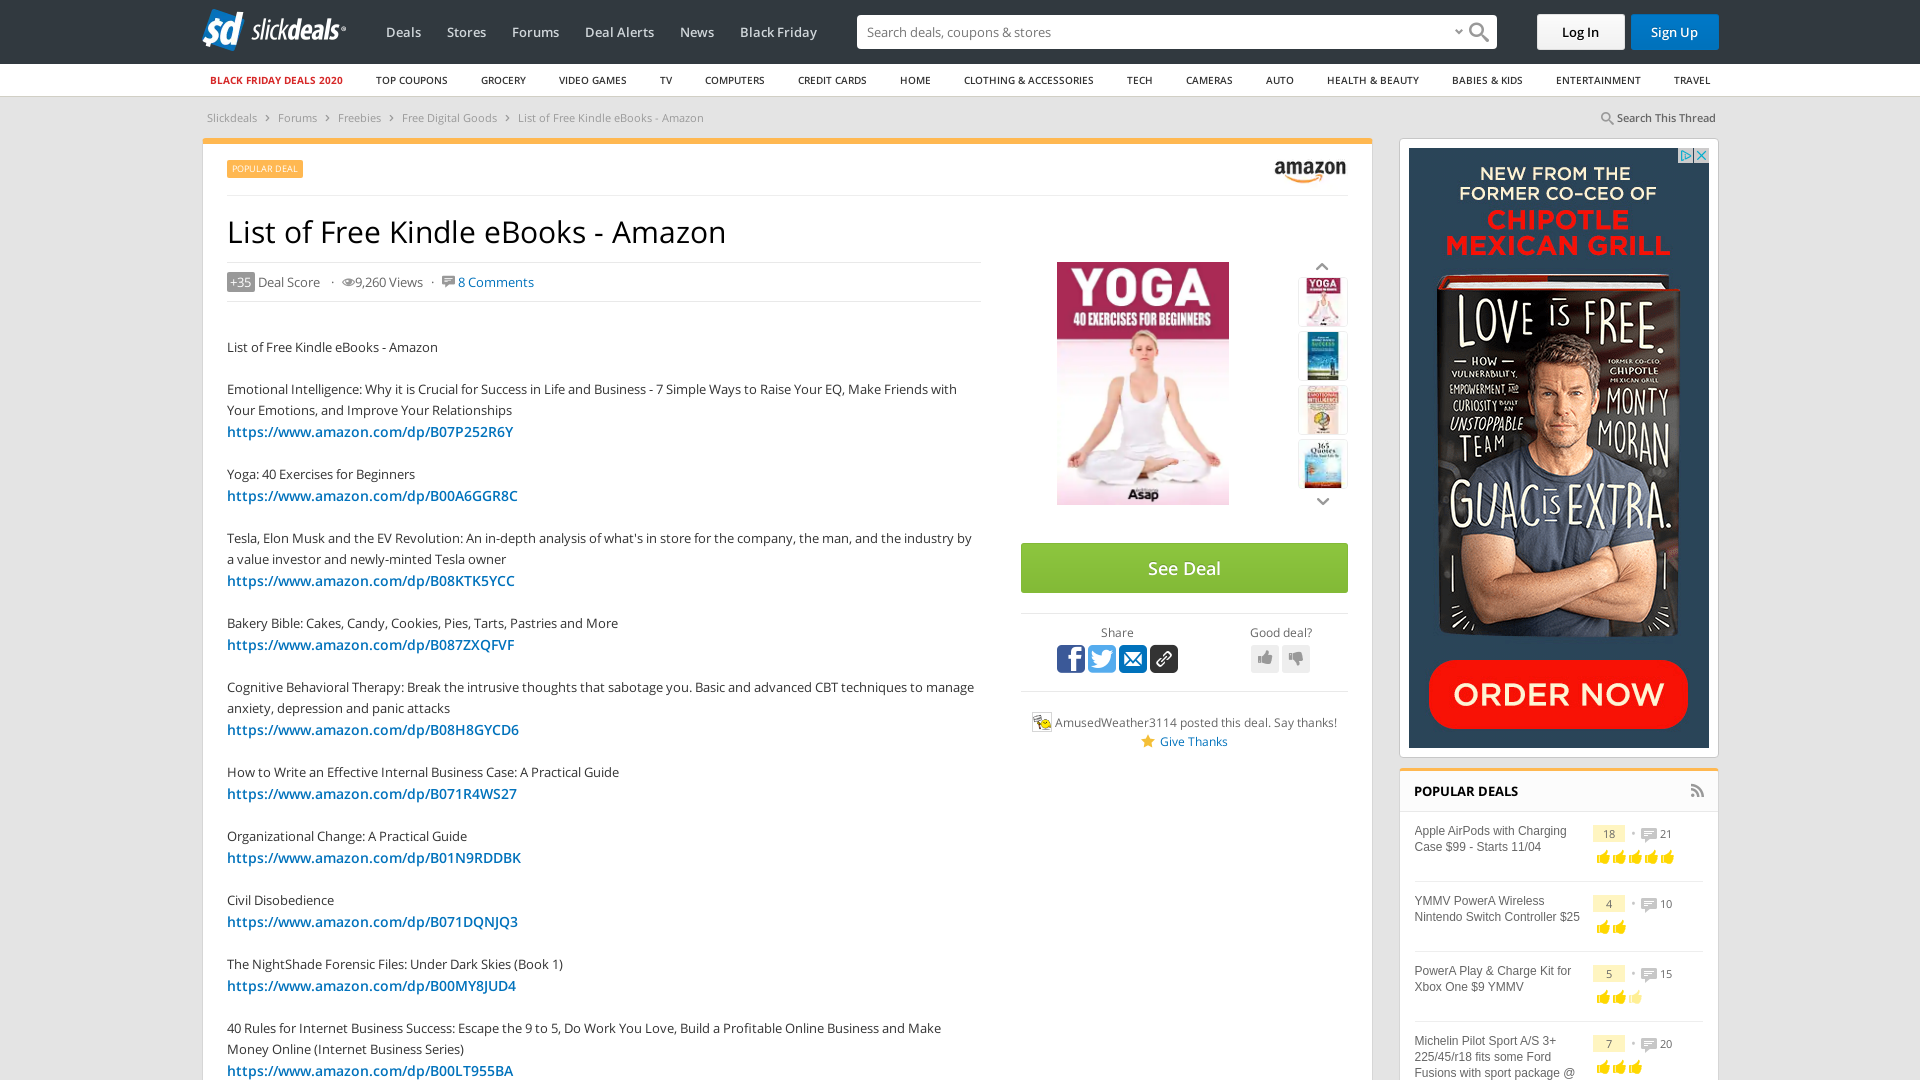 slickdeals
Deals
Stores
Forums
Deal Alerts
News
Black Friday
Search deals, coupons & stores
Log In
Sign Up
BLACK FRIDAY DEALS 2020
TOP COUPONS
GROCERY
VIDEO GAMES
TV
COMPUTERS
CREDIT CARDS
HOME
CLOTHING & ACCESSORIES
TECH
CAMERAS
AUTO
HEALTH & BEAUTY
BABIES & KIDS
ENTERTAINMENT
TRAVEL
Slickdeals > Forums > Freebies > Free Digital Goods > List of Free Kindle eBooks - Amazon
Search This Thread
POPULAR DEAL
amazon
List of Free Kindle eBooks - Amazon
+35 Deal Score · 9,260 Views · 8 Comments
List of Free Kindle eBooks - Amazon
Emotional Intelligence: Why it is Crucial for Success in Life and Business - 7 Simple Ways to Raise Your EQ, Make Friends with
Your Emotions, and Improve Your Relationships
https://www.amazon.com/dp/B07P252R6Y
Yoga: 40 Exercises for Beginners
https://www.amazon.com/dp/B00A6GGR8C
Tesla, Elon Musk and the EV Revolution: An in-depth analysis of what's in store for the company, the man, and the industry by
a value investor and newly-minted Tesla owner
https://www.amazon.com/dp/B08KTK5YCC
Bakery Bible: Cakes, Candy, Cookies, Pies, Tarts, Pastries and More
https://www.amazon.com/dp/B087ZXQFVF
Cognitive Behavioral Therapy: Break the intrusive thoughts that sabotage you. Basic and advanced CBT techniques to manage
anxiety, depression and panic attacks
https://www.amazon.com/dp/B08H8GYCD6
How to Write an Effective Internal Business Case: A Practical Guide
https://www.amazon.com/dp/B071R4WS27
Organizational Change: A Practical Guide
https://www.amazon.com/dp/B01N9RDDBK
Civil Disobedience
https://www.amazon.com/dp/B071DQNJQ3
The NightShade Forensic Files: Under Dark Skies (Book 1)
https://www.amazon.com/dp/B00MY8JUD4
40 Rules for Internet Business Success: Escape the 9 to 5, Do Work You Love, Build a Profitable Online Business and Make
Money Online (Internet Business Series)
https://www.amazon.com/dp/B00LT955BA
YOGA
40 EXERCISES FOR BEGINNERS
Asap
YOGA
SUCCESS
165
Quotes
See Deal
Share
Good deal?
AmusedWeather3114 posted this deal. Say thanks!
Give Thanks
NEW FROM THE
FORMER CO-CEO OF
CHIPOTLE
MEXICAN GRILL
LOVE IS FREE.
HOW
VULNERABILITY,
EMPOWERMENT, AND
CURIOSITY BUILT AN
UNSTOPPABLE
TEAM
FORMER CO-CEO,
CHIPOTLE
MEXICAN GRILL
MONTY
MORAN
GUAC IS EXTRA.
ORDER NOW
POPULAR DEALS
Apple AirPods with Charging
Case $99 - Starts 11/04
18 • 21
YMMV PowerA Wireless
Nintendo Switch Controller $25
4 • 10
PowerA Play & Charge Kit for
Xbox One $9 YMMV
5 • 15
Michelin Pilot Sport A/S 3+
225/45/r18 fits some Ford
Fusions with sport package @
7 • 20